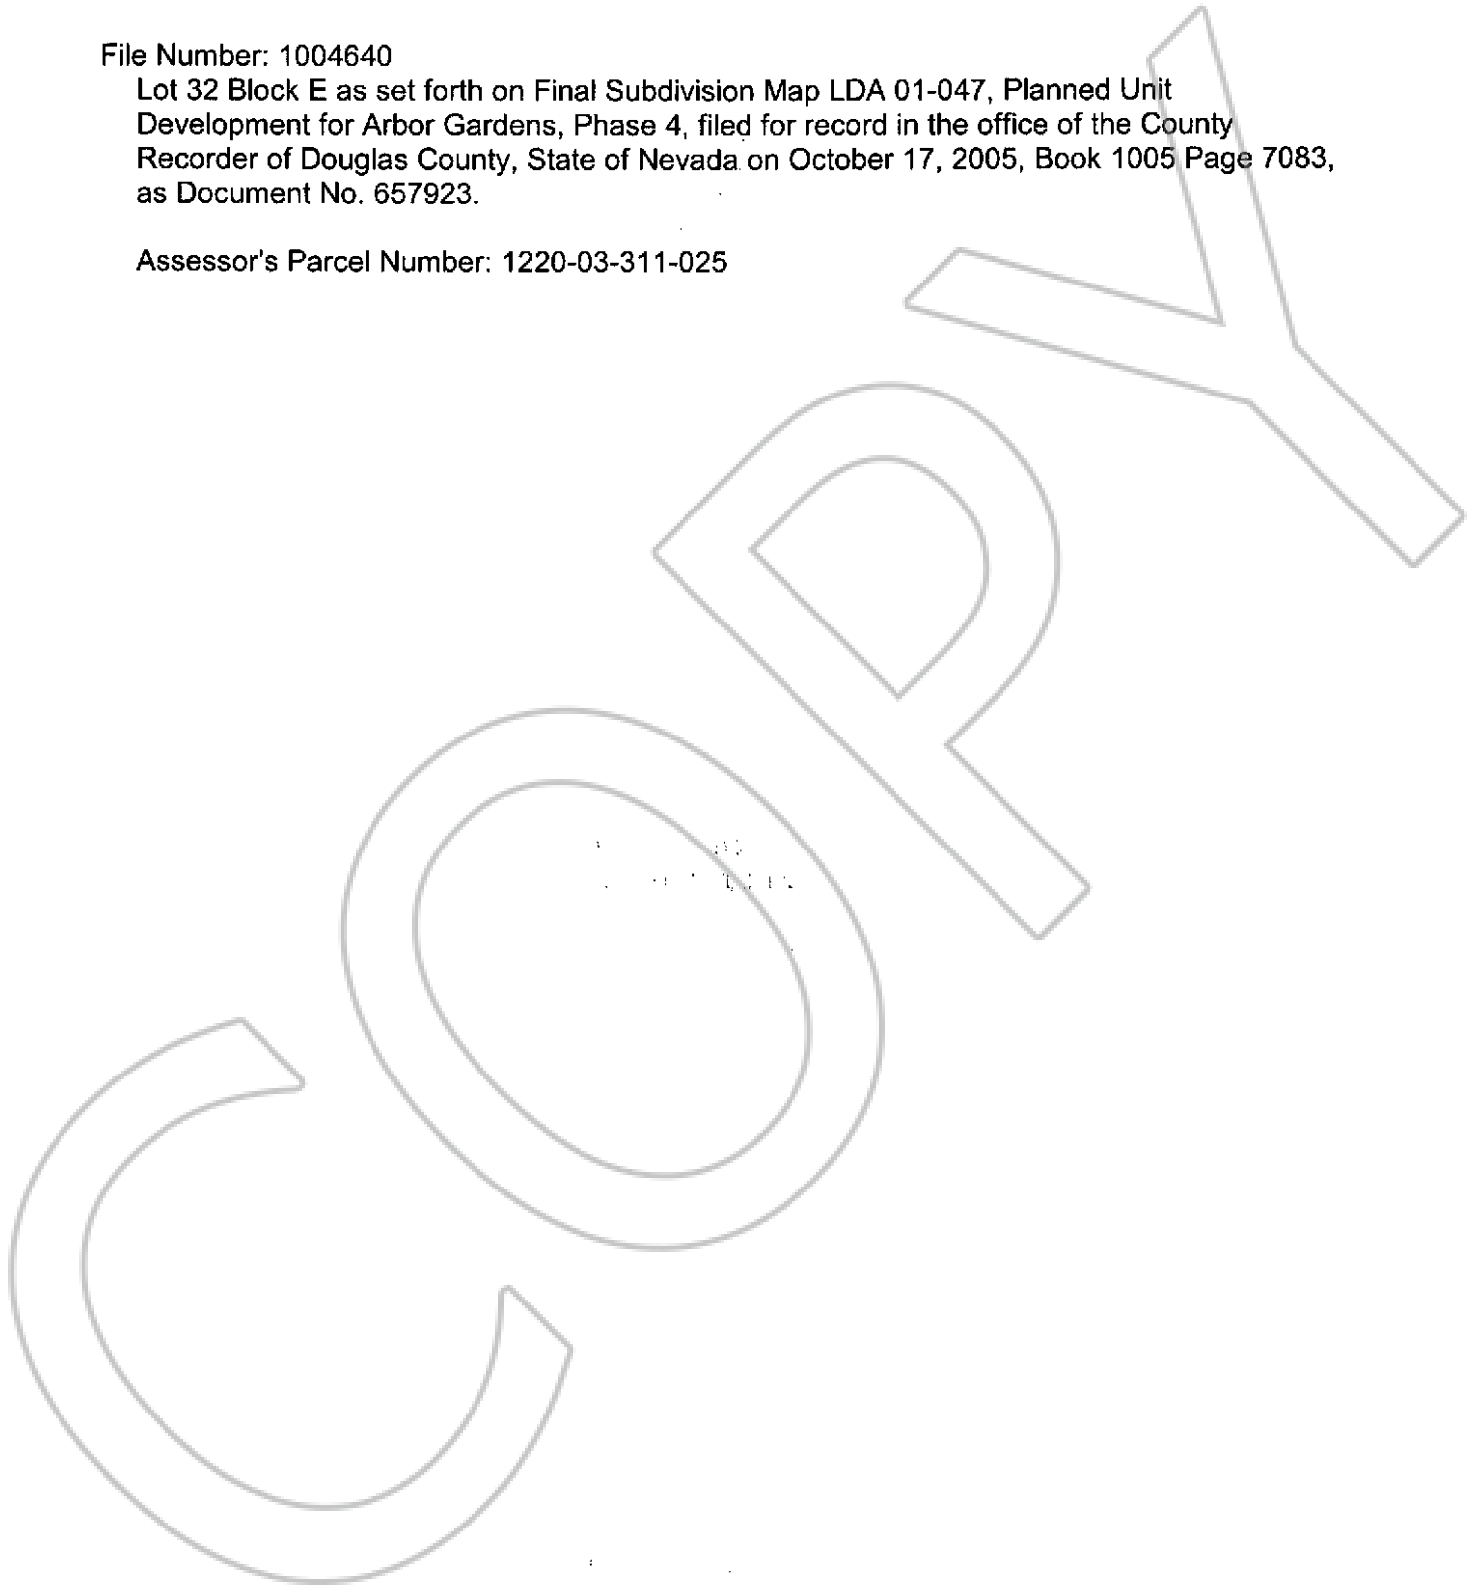 File Number: 1004640
Lot 32 Block E as set forth on Final Subdivision Map LDA 01-047, Planned Unit
Development for Arbor Gardens, Phase 4, filed for record in the office of the County
Recorder of Douglas County, State of Nevada on October 17, 2005, Book 1005 Page 7083,
as Document No. 657923.
Assessor's Parcel Number: 1220-03-311-025
COPY